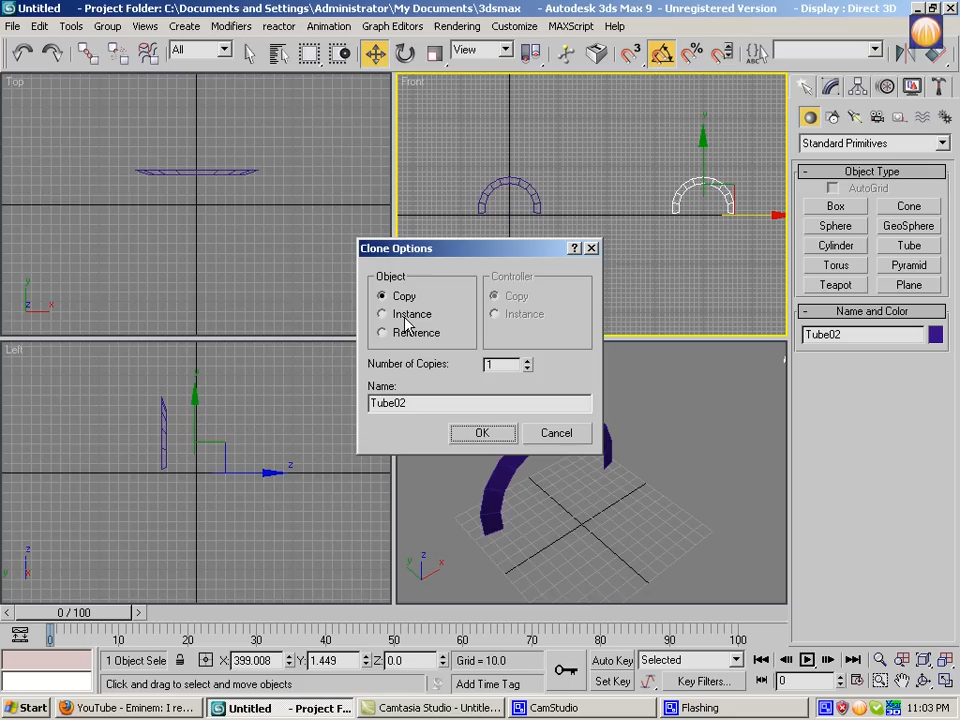 Untitled - Project Folder: C:\Documents and Settings\Administrator\My Documents\3dsmax - Autodesk 3ds Max 9 - Unregistered Version - Display : Direct 3D
File Edit Tools Group Views Create Modifiers reactor Animation Graph Editors Rendering Customize MAXScript Help
All View 3 % ABC
Top
y
z x
Front
y
Left
z
z
y x
z
y x
Clone Options ?
Object
Copy
Instance
Reference
Controller
Copy
Instance
Number of Copies: 1
Name:
Tube02
OK Cancel
Standard Primitives
- Object Type
AutoGrid
Box Cone
Sphere GeoSphere
Cylinder Tube
Torus Pyramid
Teapot Plane
- Name and Color
Tube02
< 0 / 100 >
0 10 20 30 40 50 60 70 80 90 100
1 Object Sele X: 399.008 Y: 1.449 Z: 0.0 Grid = 10.0 Auto Key Selected
Click and drag to select and move objects Add Time Tag Set Key Key Filters... 0
Start YouTube - Eminem: I re... Untitled - Project F... Camtasia Studio - Untitle... CamStudio Flashing 11:03 PM